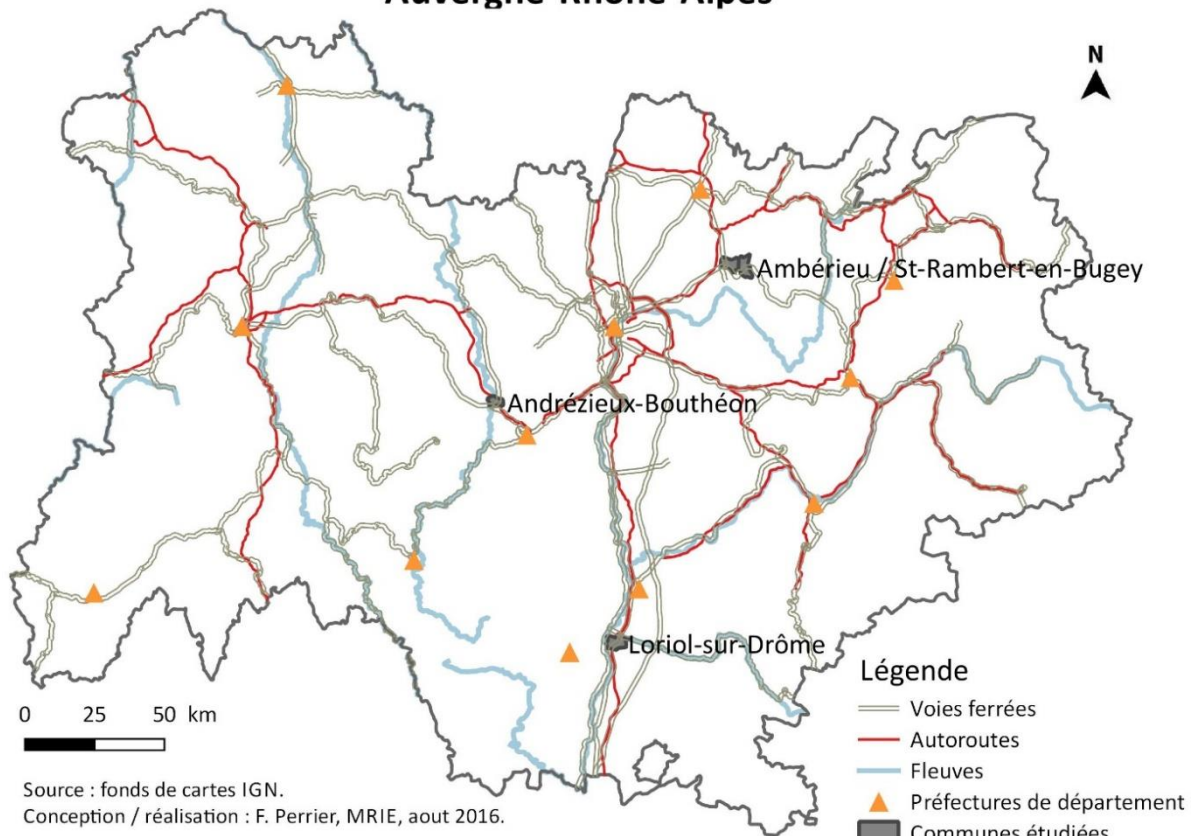 Auvergne-Rhône-Alpes
N
Ambérieu / St-Rambert-en-Bugey
Andrézieux-Bouthéon
Loriol-sur-Drôme
Légende
Voies ferrées
Autoroutes
Fleuves
Préfectures de département
Communes étudiées
0 25 50 km
Source : fonds de cartes IGN.
Conception / réalisation : F. Perrier, MRIE, aout 2016.